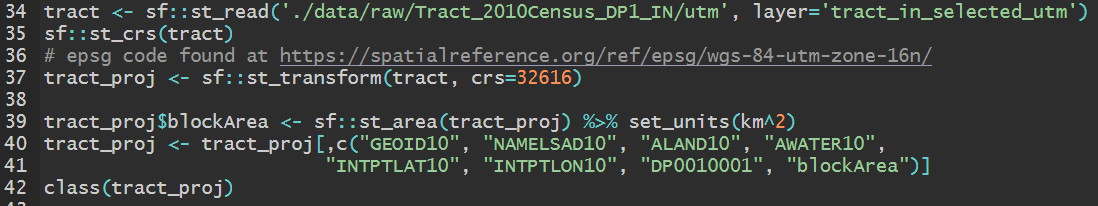 34 tract <- sf::st_read('./data/raw/Tract_2010Census_DP1_IN/utm', layer='tract_in_selected_utm')
35 sf::st_crs(tract)
36 # epsg code found at https://spatialreference.org/ref/epsg/wgs-84-utm-zone-16n/
37 tract_proj <- sf::st_transform(tract, crs=32616)
38
39 tract_proj$blockArea <- sf::st_area(tract_proj) %>% set_units(km^2)
40 tract_proj <- tract_proj[,c("GEOID10", "NAMELSAD10", "ALAND10", "AWATER10",
41                             "INTPTLAT10", "INTPTLON10", "DP0010001", "blockArea")]
42 class(tract_proj)